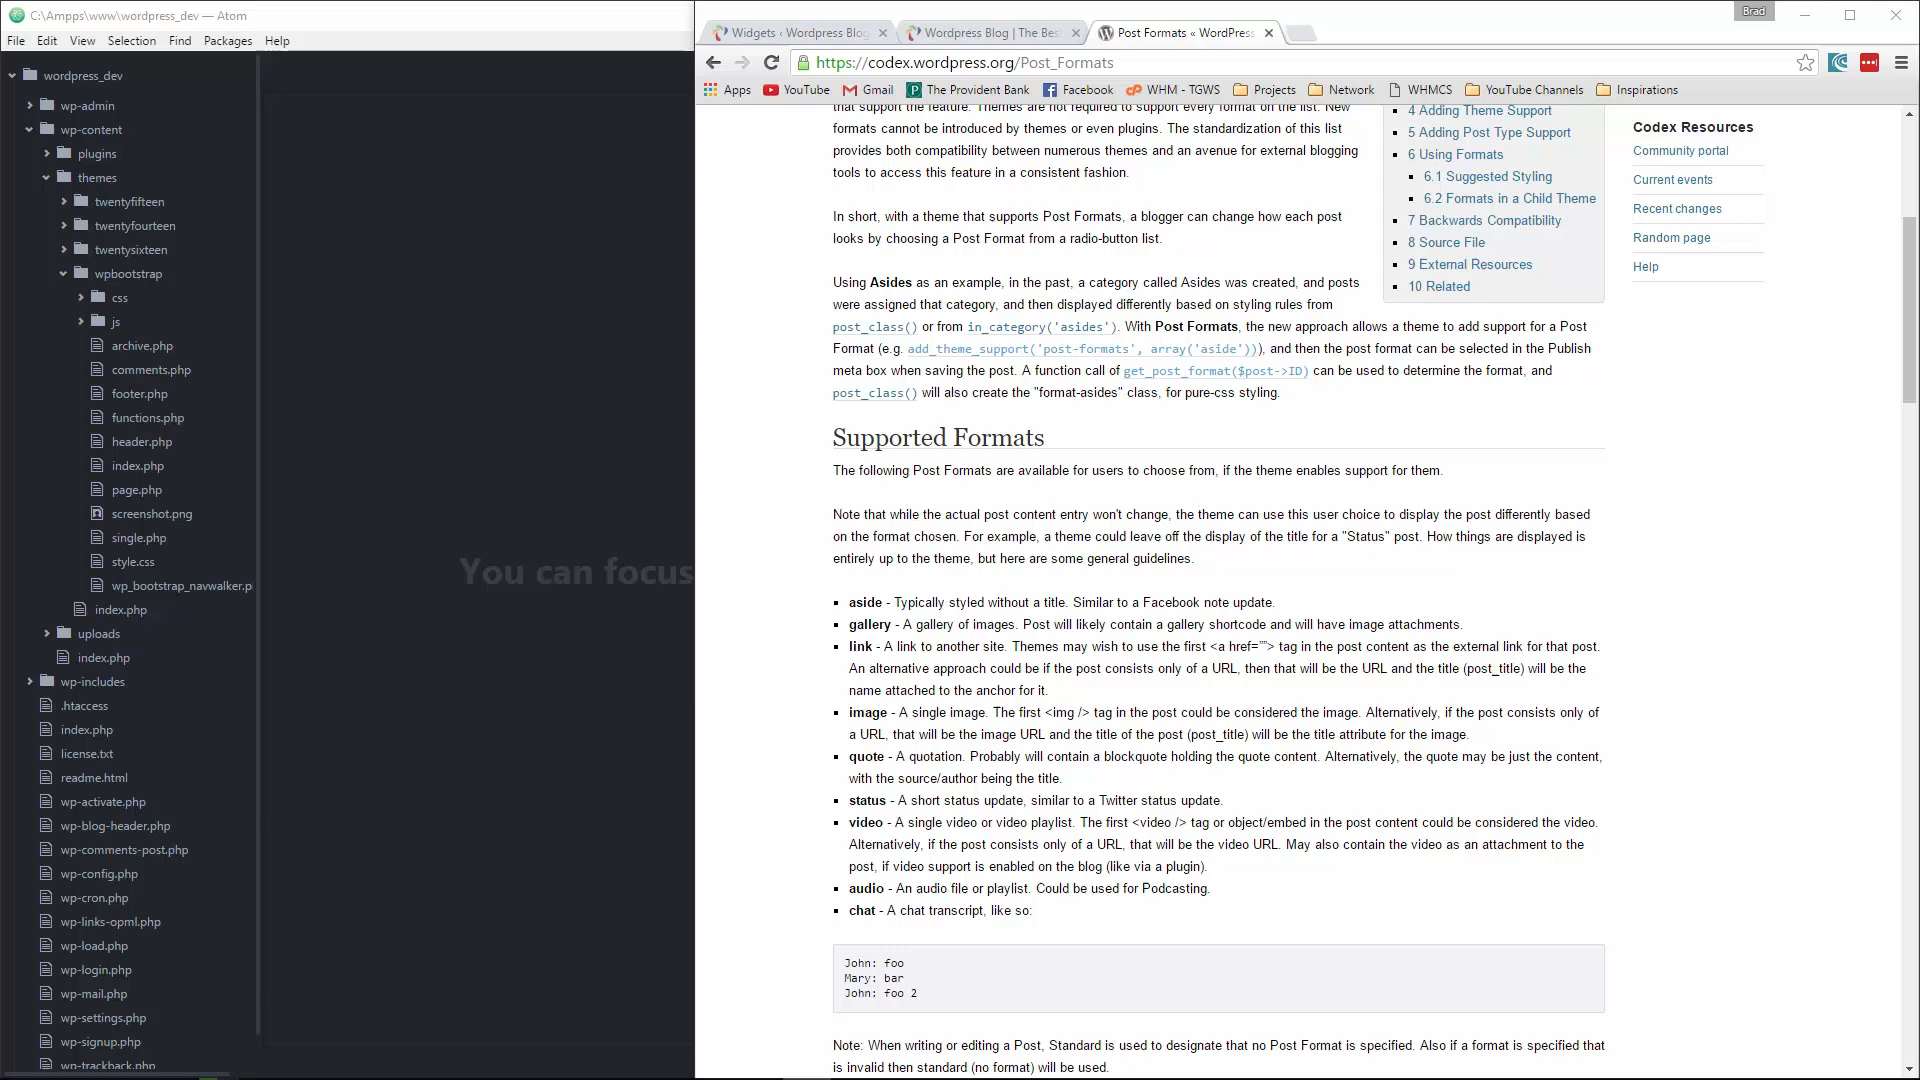 C:\Ampps\www\wordpress_dev — Atom
File Edit View Selection Find Packages Help
wordpress_dev
wp-admin
wp-content
plugins
themes
twentyfifteen
twentyfourteen
twentysixteen
wpbootstrap
css
js
archive.php
comments.php
footer.php
functions.php
header.php
index.php
page.php
screenshot.png
single.php
style.css
wp_bootstrap_navwalker.p
index.php
uploads
index.php
wp-includes
.htaccess
index.php
license.txt
readme.html
wp-activate.php
wp-blog-header.php
wp-comments-post.php
wp-config.php
wp-cron.php
wp-links-opml.php
wp-load.php
wp-login.php
wp-mail.php
wp-settings.php
wp-signup.php
wp-trackback.php
You can focus
Brad
Widgets ‹ Wordpress Blog
Wordpress Blog | The Bes
Post Formats « WordPress
https://codex.wordpress.org/Post_Formats
Apps YouTube Gmail The Provident Bank Facebook WHM - TGWS Projects Network WHMCS YouTube Channels Inspirations
that support the feature. Themes are not required to support every format on the list. New
formats cannot be introduced by themes or even plugins. The standardization of this list
provides both compatibility between numerous themes and an avenue for external blogging
tools to access this feature in a consistent fashion.
In short, with a theme that supports Post Formats, a blogger can change how each post
looks by choosing a Post Format from a radio-button list.
Using Asides as an example, in the past, a category called Asides was created, and posts
were assigned that category, and then displayed differently based on styling rules from
post_class() or from in_category('asides'). With Post Formats, the new approach allows a theme to add support for a Post
Format (e.g. add_theme_support('post-formats', array('aside'))), and then the post format can be selected in the Publish
meta box when saving the post. A function call of get_post_format($post->ID) can be used to determine the format, and
post_class() will also create the "format-asides" class, for pure-css styling.
4 Adding Theme Support
5 Adding Post Type Support
6 Using Formats
6.1 Suggested Styling
6.2 Formats in a Child Theme
7 Backwards Compatibility
8 Source File
9 External Resources
10 Related
Codex Resources
Community portal
Current events
Recent changes
Random page
Help
Supported Formats
The following Post Formats are available for users to choose from, if the theme enables support for them.
Note that while the actual post content entry won't change, the theme can use this user choice to display the post differently based
on the format chosen. For example, a theme could leave off the display of the title for a "Status" post. How things are displayed is
entirely up to the theme, but here are some general guidelines.
aside - Typically styled without a title. Similar to a Facebook note update.
gallery - A gallery of images. Post will likely contain a gallery shortcode and will have image attachments.
link - A link to another site. Themes may wish to use the first <a href=""> tag in the post content as the external link for that post.
An alternative approach could be if the post consists only of a URL, then that will be the URL and the title (post_title) will be the
name attached to the anchor for it.
image - A single image. The first <img /> tag in the post could be considered the image. Alternatively, if the post consists only of
a URL, that will be the image URL and the title of the post (post_title) will be the title attribute for the image.
quote - A quotation. Probably will contain a blockquote holding the quote content. Alternatively, the quote may be just the content,
with the source/author being the title.
status - A short status update, similar to a Twitter status update.
video - A single video or video playlist. The first <video /> tag or object/embed in the post content could be considered the video.
Alternatively, if the post consists only of a URL, that will be the video URL. May also contain the video as an attachment to the
post, if video support is enabled on the blog (like via a plugin).
audio - An audio file or playlist. Could be used for Podcasting.
chat - A chat transcript, like so:
John: foo
Mary: bar
John: foo 2
Note: When writing or editing a Post, Standard is used to designate that no Post Format is specified. Also if a format is specified that
is invalid then standard (no format) will be used.